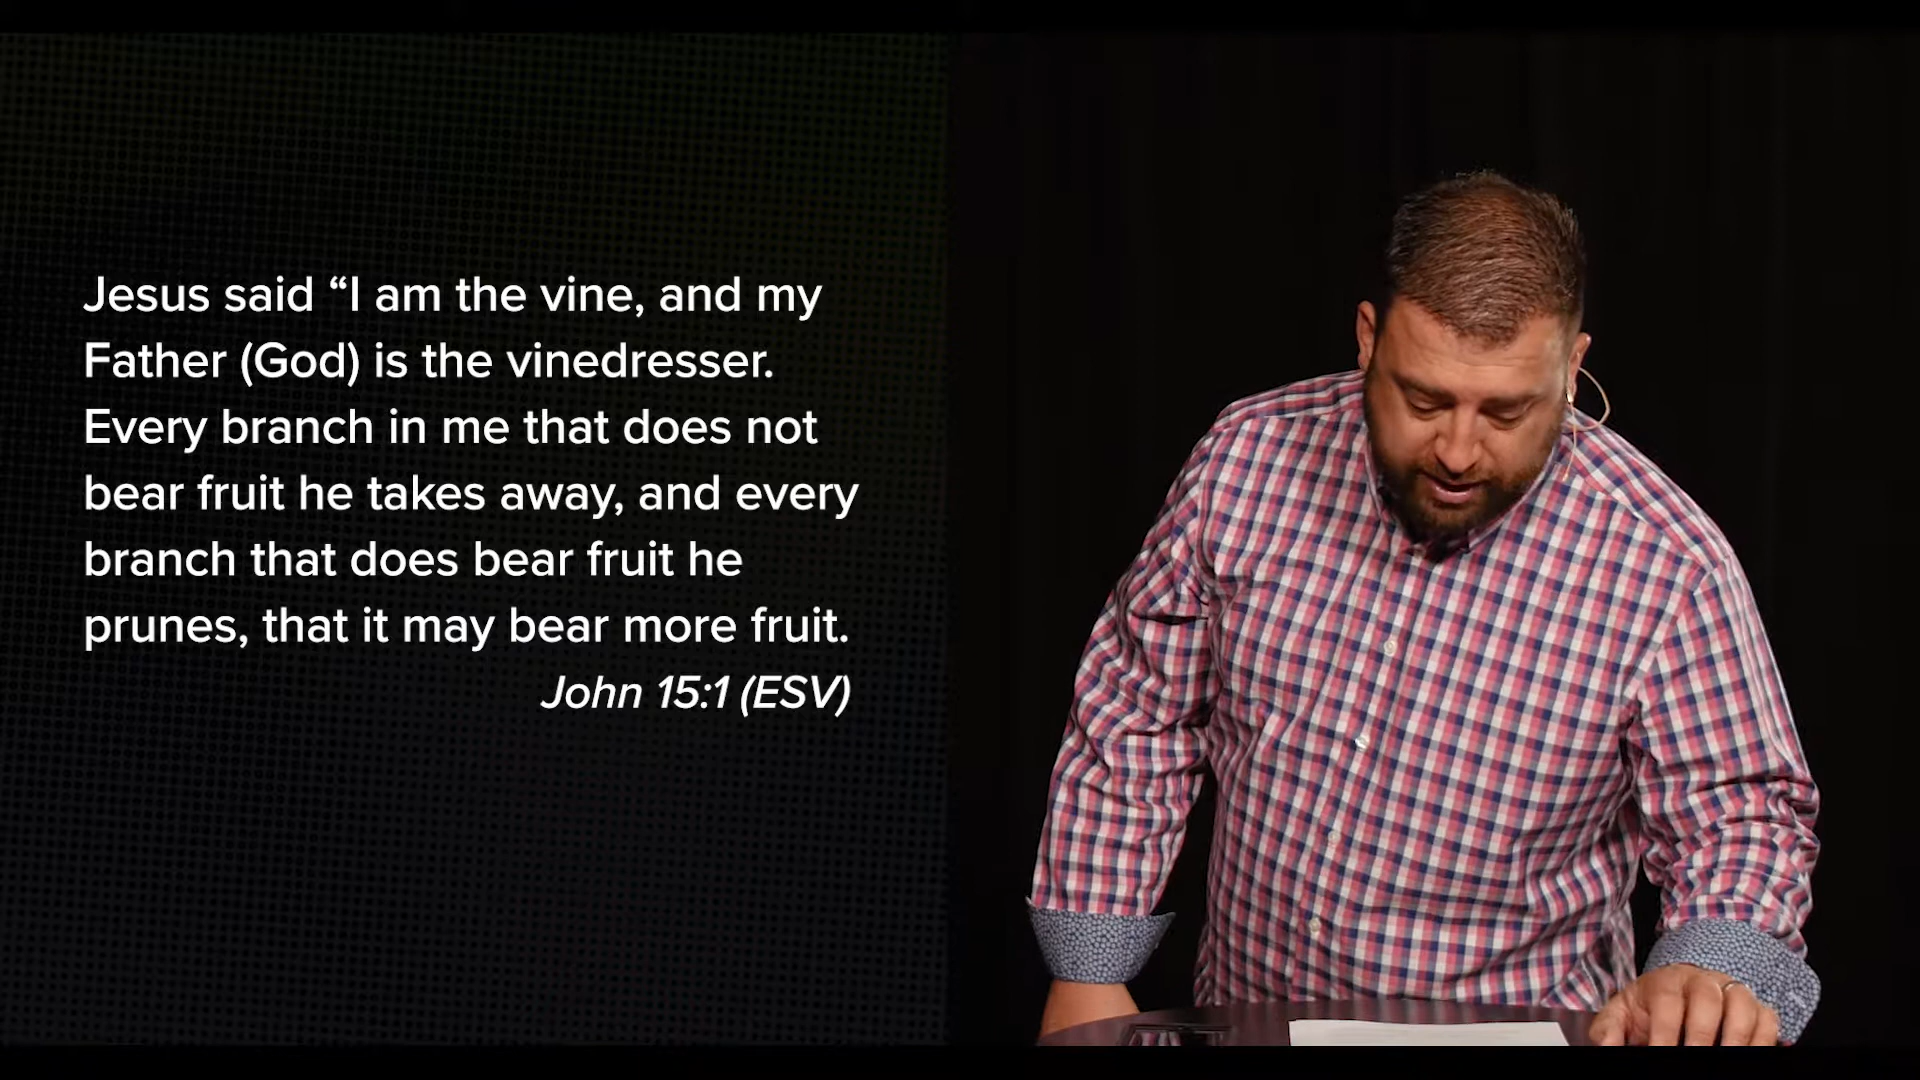 Jesus said “I am the vine, and my
Father (God) is the vinedresser.
Every branch in me that does not
bear fruit he takes away, and every
branch that does bear fruit he
prunes, that it may bear more fruit.
John 15:1 (ESV)